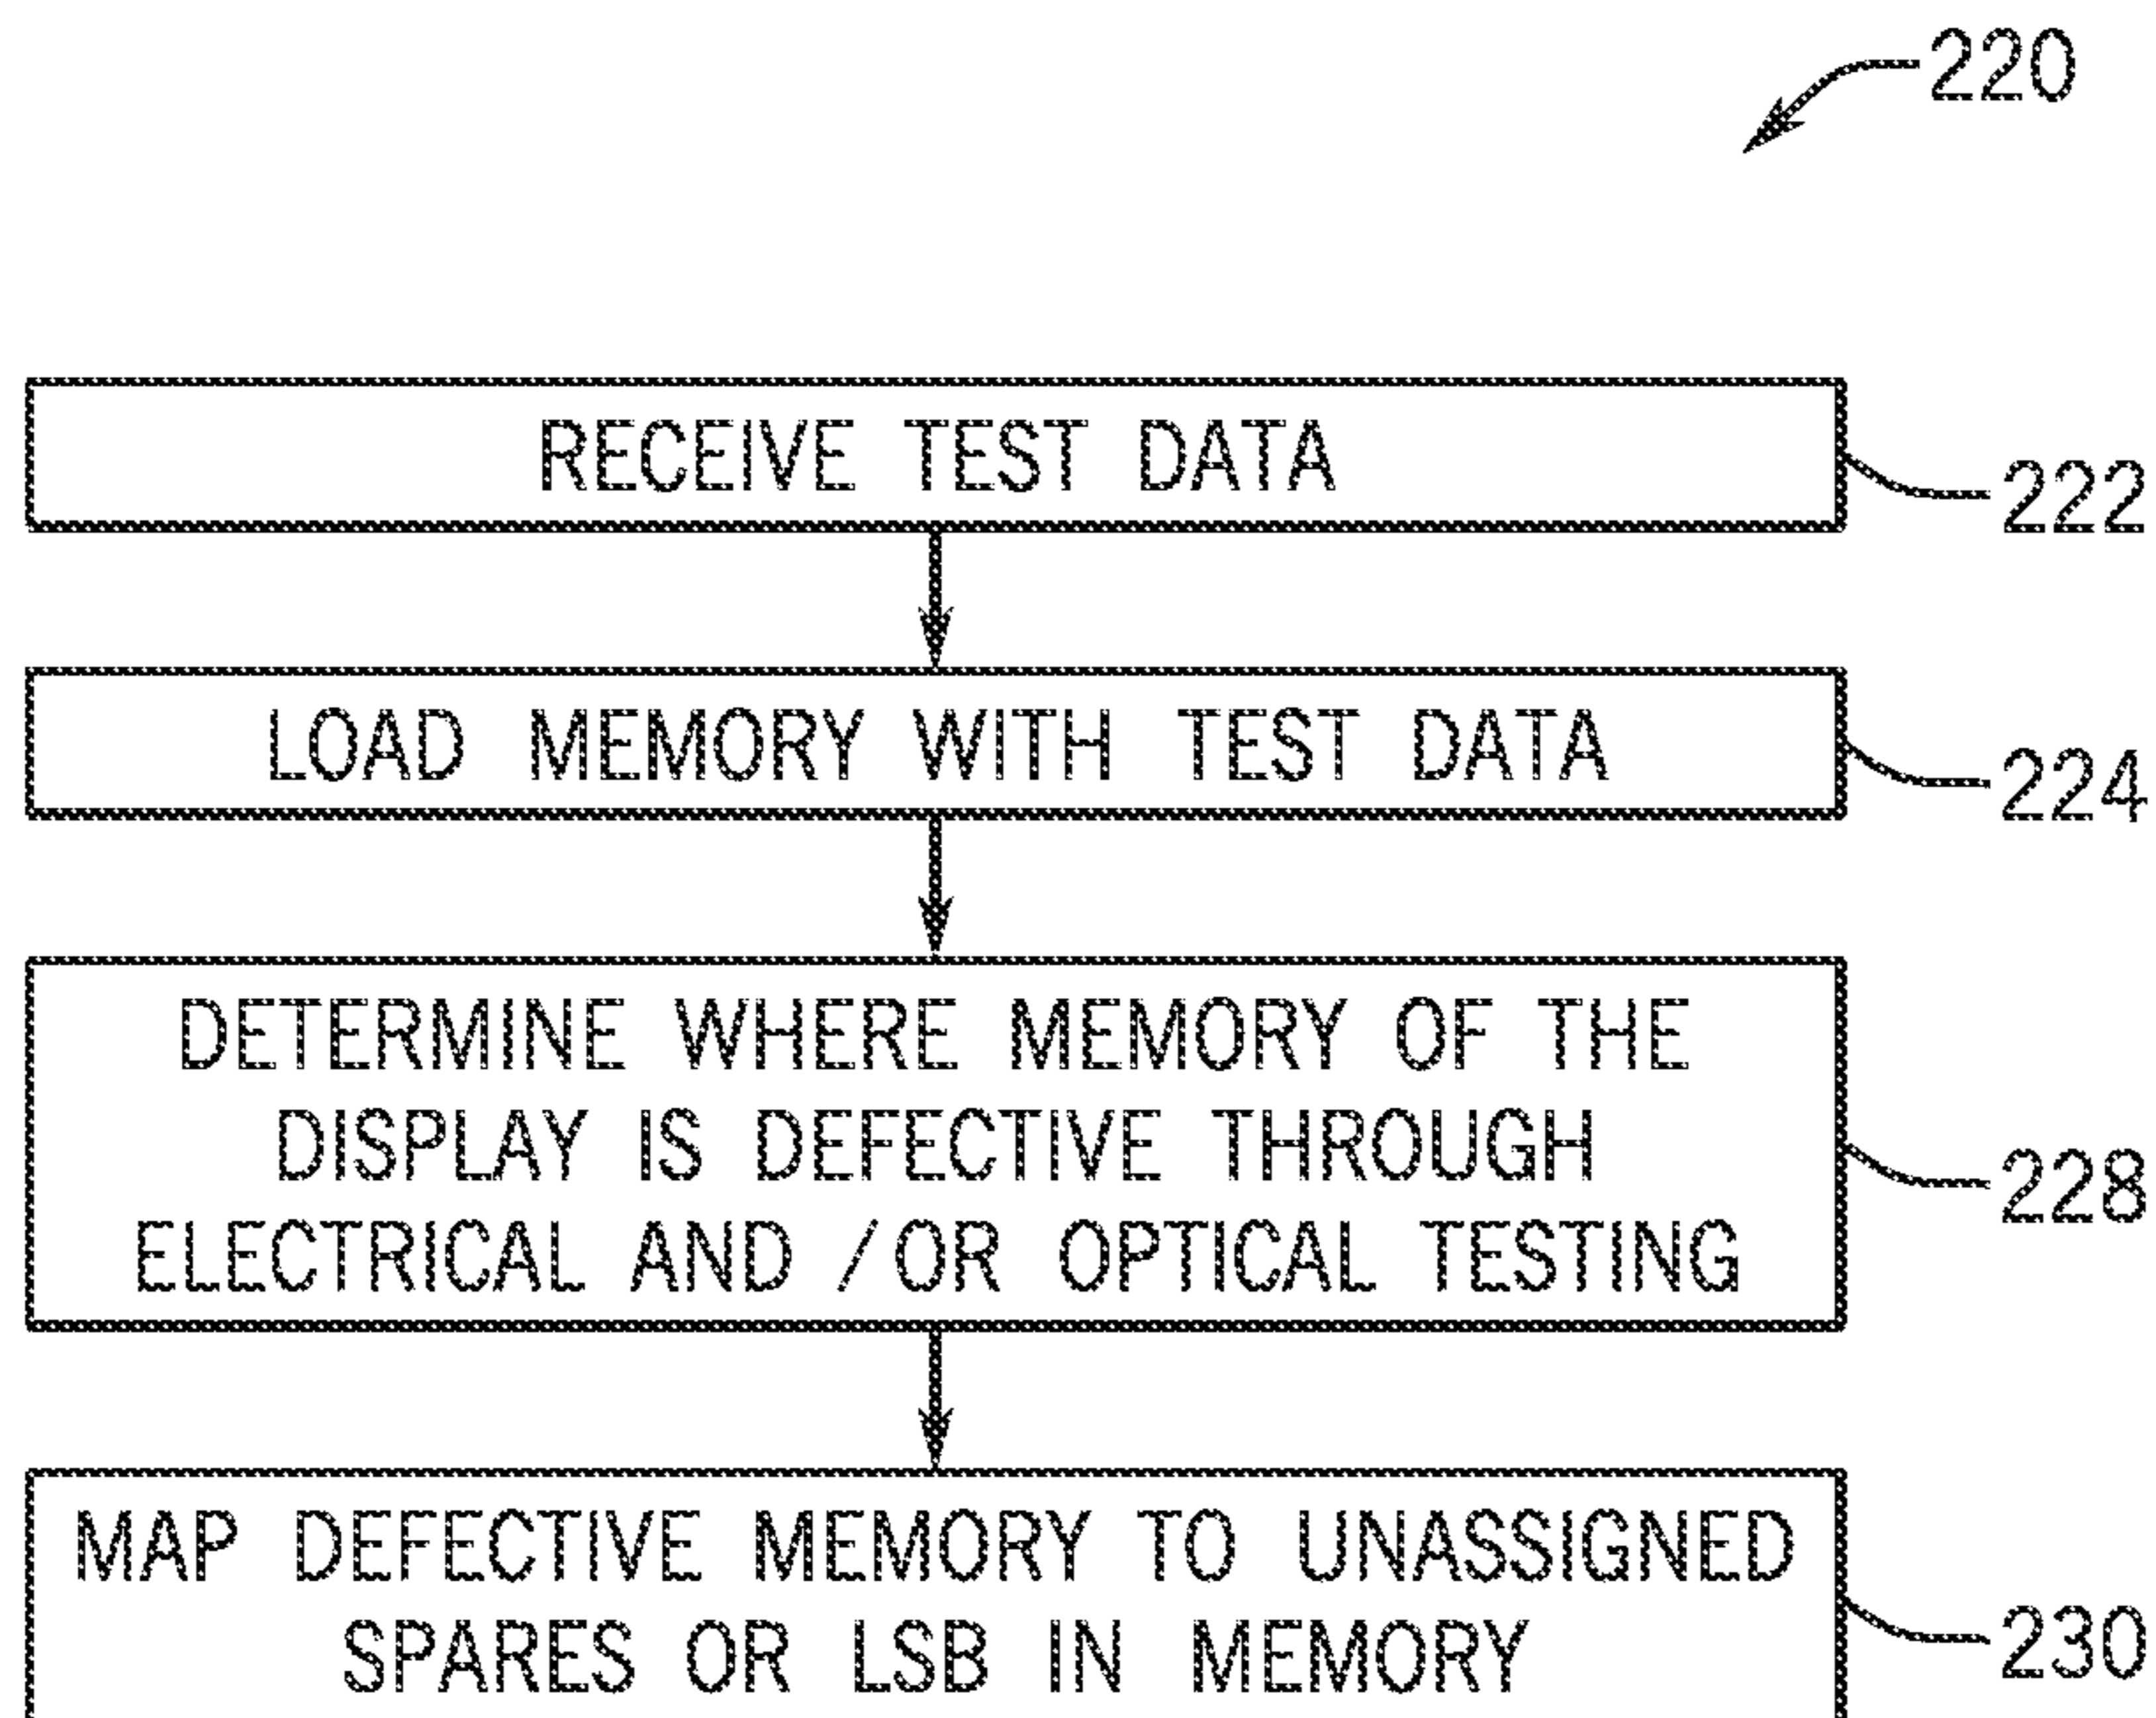 220
RECEIVE TEST DATA
222
LOAD MEMORY WITH TEST DATA
224
DETERMINE WHERE MEMORY OF THE
DISPLAY IS DEFECTIVE THROUGH
228
ELECTRICAL AND /OR OPTICAL TESTING
MAP DEFECTIVE MEMORY TO UNASSIGNED
SPARES OR LSB IN MEMORY
230